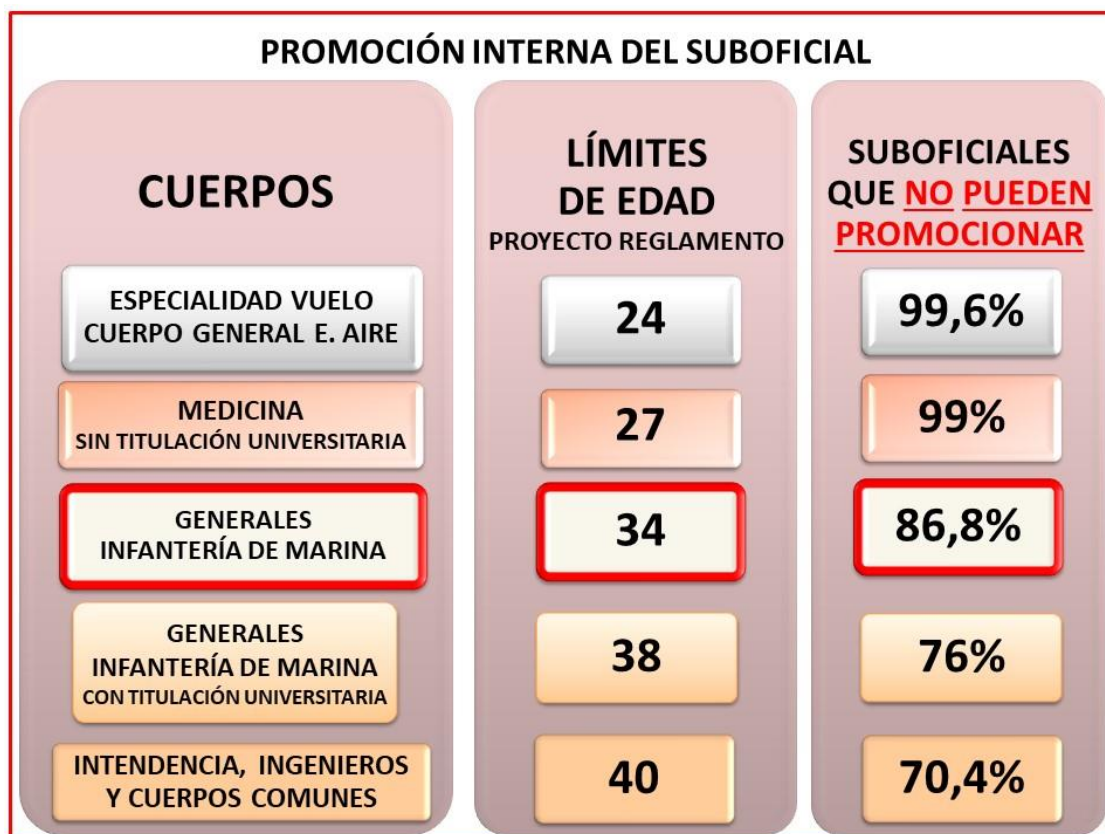 PROMOCIÓN INTERNA DEL SUBOFICIAL
CUERPOS
LÍMITES
DE EDAD
PROYECTO REGLAMENTO
SUBOFICIALES
QUE NO PUEDEN
PROMOCIONAR
ESPECIALIDAD VUELO
CUERPO GENERAL E. AIRE
24
99,6%
MEDICINA
SIN TITULACIÓN UNIVERSITARIA
27
99%
GENERALES
INFANTERÍA DE MARINA
34
86,8%
GENERALES
INFANTERÍA DE MARINA
CON TITULACIÓN UNIVERSITARIA
38
76%
INTENDENCIA, INGENIEROS
Y CUERPOS COMUNES
40
70,4%